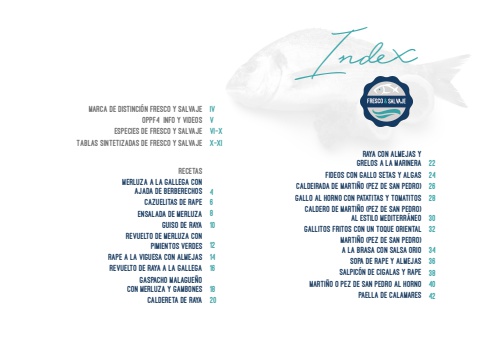 Index
FRESCO & SALVAJE
MARCA DE DISTINCIÓN FRESCO Y SALVAJE IV
OPPF4 INFO Y VIDEOS V
ESPECIES DE FRESCO Y SALVAJE VI-X
TABLAS SINTETIZADAS DE FRESCO Y SALVAJE X-XI
RECETAS
MERLUZA A LA GALLEGA CON
AJADA DE BERBERECHOS 4
CAZUELITAS DE RAPE 6
ENSALADA DE MERLUZA 8
GUISO DE RAYA 10
REVUELTO DE MERLUZA CON
PIMIENTOS VERDES 12
RAPE A LA VIGUESA CON ALMEJAS 14
REVUELTO DE RAYA A LA GALLEGA 16
GASPACHO MALAGUEÑO
CON MERLUZA Y GAMBONES 18
CALDERETA DE RAYA 20
RAYA CON ALMEJAS Y
GRELOS A LA MARINERA 22
FIDEOS CON GALLO SETAS Y ALGAS 24
CALDEIRADA DE MARTIÑO (PEZ DE SAN PEDRO) 26
GALLO AL HORNO CON PATATITAS Y TOMATITOS 28
CALDERO DE MARTIÑO (PEZ DE SAN PEDRO)
AL ESTILO MEDITERRÁNEO 30
GALLITOS FRITOS CON UN TOQUE ORIENTAL 32
MARTIÑO (PEZ DE SAN PEDRO)
A LA BRASA CON SALSA ORIO 34
SOPA DE RAPE Y ALMEJAS 36
SALPICÓN DE CIGALAS Y RAPE 38
MARTIÑO O PEZ DE SAN PEDRO AL HORNO 40
PAELLA DE CALAMARES 42